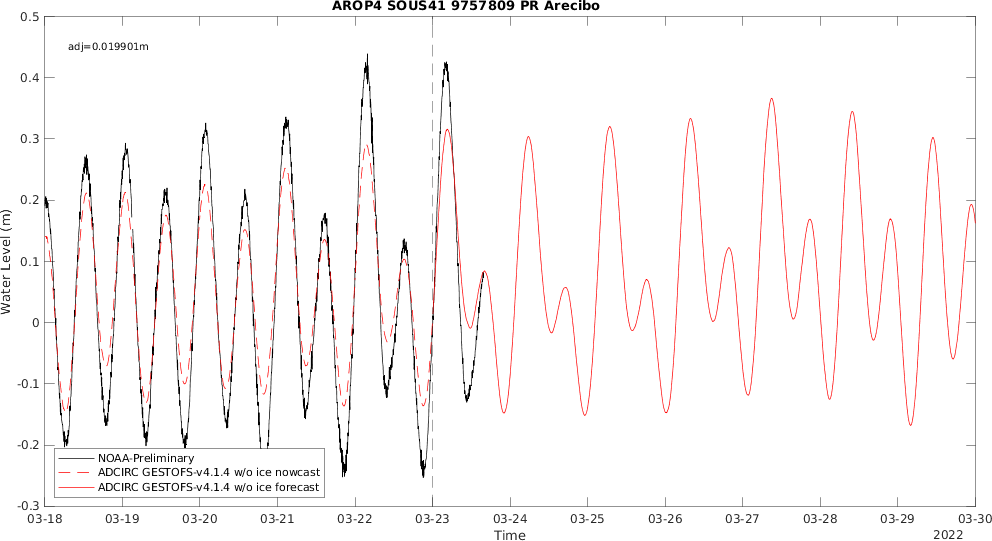 AROP4 SOUS41 9757809 PR Arecibo
adj=0.019901m
0.5
0.4
0.3
0.2
0.1
0
-0.1
-0.2
-0.3
Water Level (m)
NOAA-Preliminary
ADCIRC GESTOFS-v4.1.4 w/o ice nowcast
ADCIRC GESTOFS-v4.1.4 w/o ice forecast
03-18 03-19 03-20 03-21 03-22 03-23 03-24 03-25 03-26 03-27 03-28 03-29 03-30
Time
2022